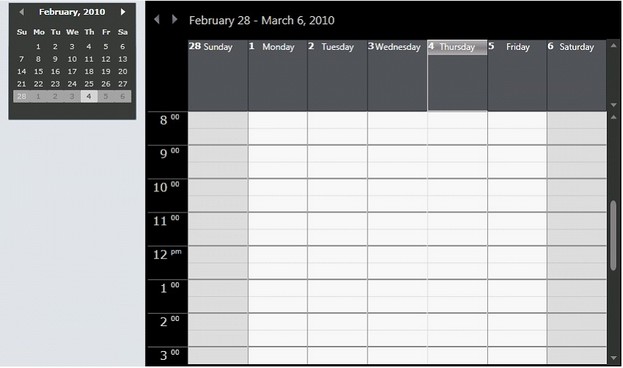 February, 2010
Su Mo Tu We Th Fr Sa
1 2 3 4 5 6
7 8 9 10 11 12 13
14 15 16 17 18 19 20
21 22 23 24 25 26 27
28 1 2 3 4 5 6
February 28 - March 6, 2010
28 Sunday 1 Monday 2 Tuesday 3 Wednesday 4 Thursday 5 Friday 6 Saturday
8 00
9 00
10 00
11 00
12 pm
1 00
2 00
3 00